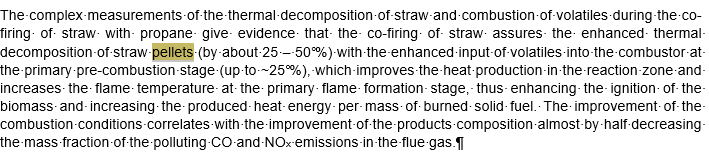 The complex measurements of the thermal decomposition of straw and combustion of volatiles during the co-
firing of straw with propane give evidence that the co-firing of straw assures the enhanced thermal
decomposition of straw pellets (by about 25 – 50%) with the enhanced input of volatiles into the combustor at
the primary pre-combustion stage (up to ~25%), which improves the heat production in the reaction zone and
increases the flame temperature at the primary flame formation stage, thus enhancing the ignition of the
biomass and increasing the produced heat energy per mass of burned solid fuel. The improvement of the
combustion conditions correlates with the improvement of the products composition almost by half decreasing
the mass fraction of the polluting CO and NOₓ emissions in the flue gas.¶